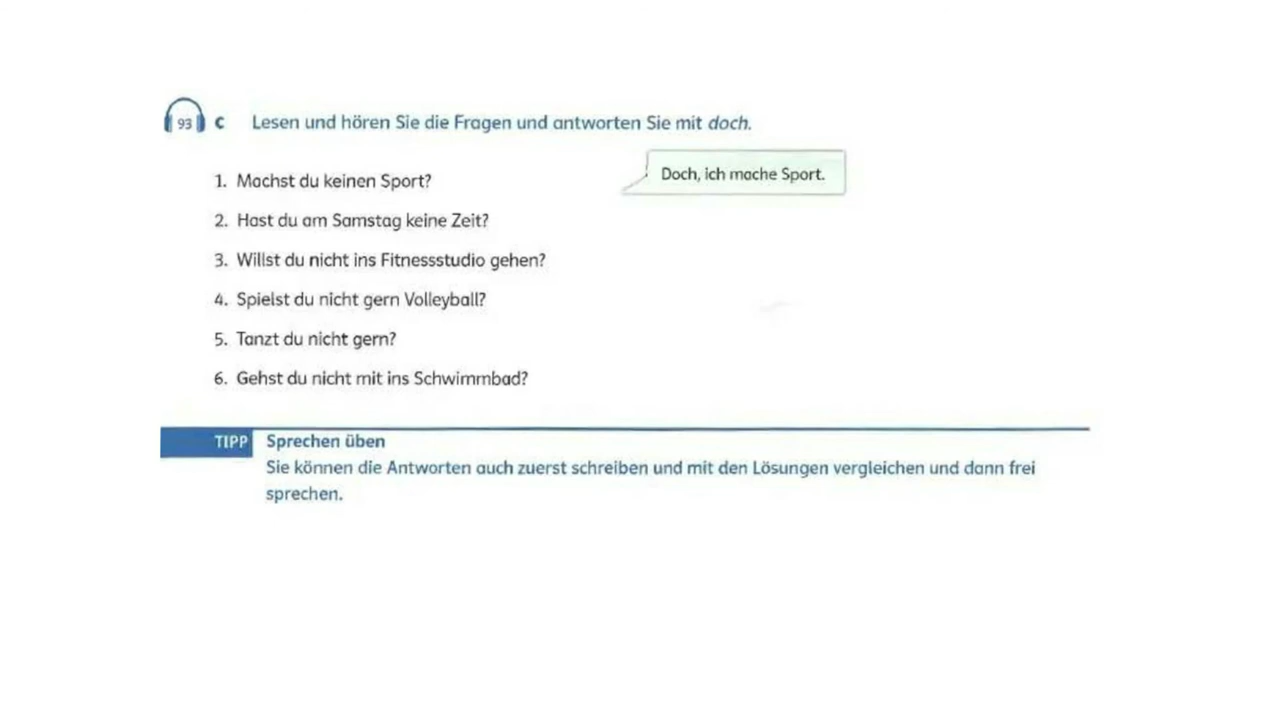 93 C Lesen und hören Sie die Fragen und antworten Sie mit doch.
1. Machst du keinen Sport?
Doch, ich mache Sport.
2. Hast du am Samstag keine Zeit?
3. Willst du nicht ins Fitnessstudio gehen?
4. Spielst du nicht gern Volleyball?
5. Tanzt du nicht gern?
6. Gehst du nicht mit ins Schwimmbad?
TIPP Sprechen üben
Sie können die Antworten auch zuerst schreiben und mit den Lösungen vergleichen und dann frei
sprechen.